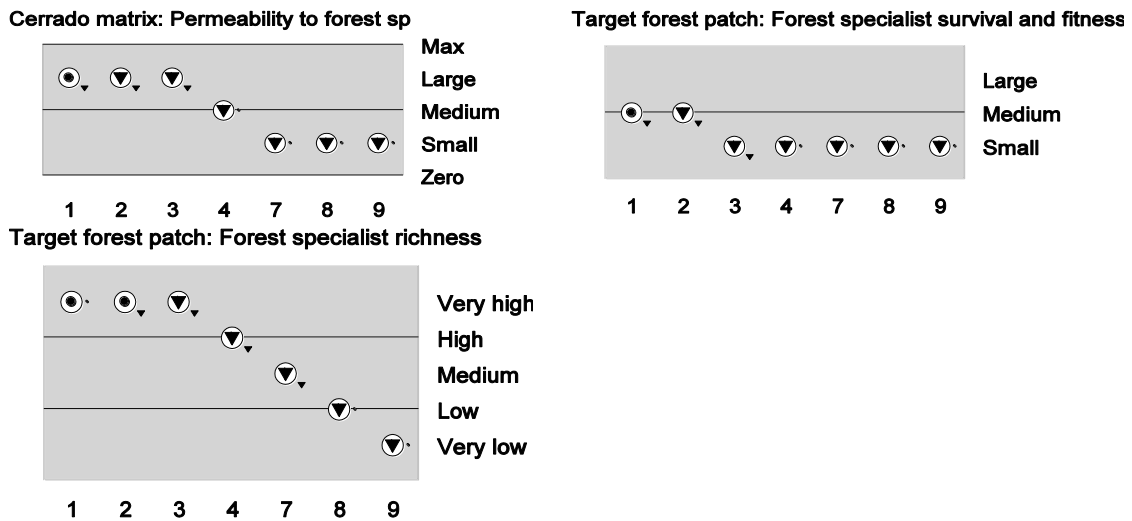 Cerrado matrix: Permeability to forest sp
Max
Large
Medium
Small
Zero
1 2 3 4 7 8 9
Target forest patch: Forest specialist survival and fitness
Large
Medium
Small
1 2 3 4 7 8 9
Target forest patch: Forest specialist richness
Very high
High
Medium
Low
Very low
1 2 3 4 7 8 9